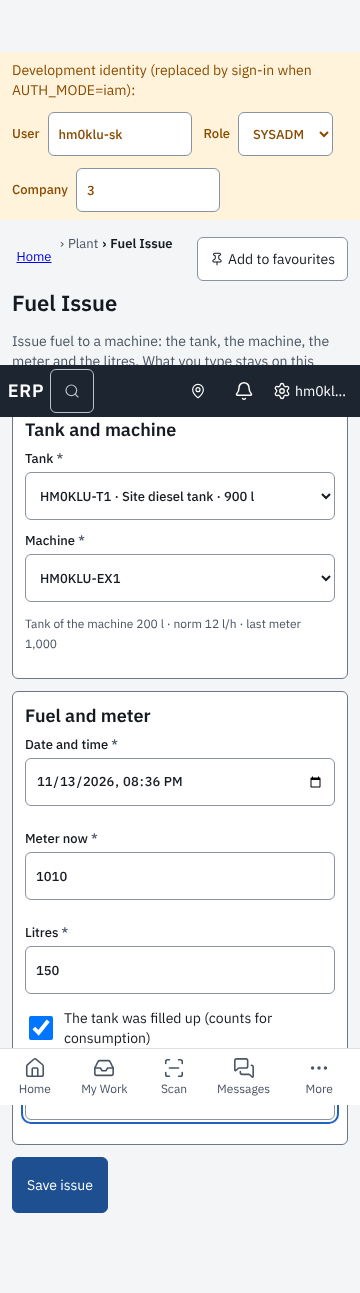 Development identity (replaced by sign-in when
AUTH_MODE=iam):
User hm0klu-sk Role SYSADM
Company 3
Home › Plant › Fuel Issue
Add to favourites
Fuel Issue
Issue fuel to a machine: the tank, the machine, the
meter and the litres. What you type stays on this
ERP hm0kl...
Tank and machine
Tank *
HM0KLU-T1 · Site diesel tank · 900 l
Machine *
HM0KLU-EX1
Tank of the machine 200 l · norm 12 l/h · last meter
1,000
Fuel and meter
Date and time *
11/13/2026, 08:36 PM
Meter now *
1010
Litres *
150
The tank was filled up (counts for
consumption)
Home My Work Scan Messages More
Save issue